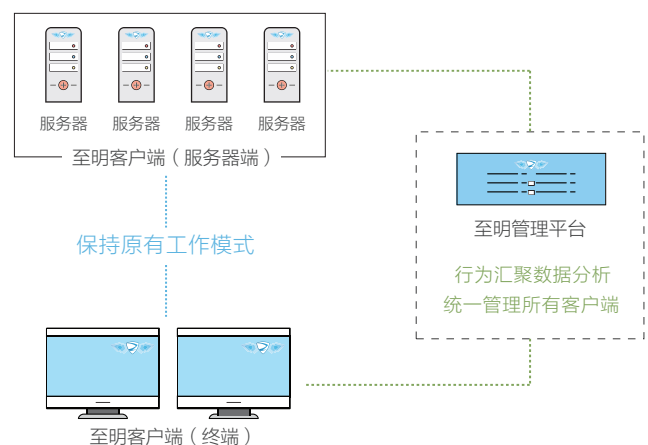 服务器 服务器 服务器 服务器
至明客户端（服务器端）
保持原有工作模式
至明管理平台
行为汇聚数据分析
统一管理所有客户端
至明客户端（终端）